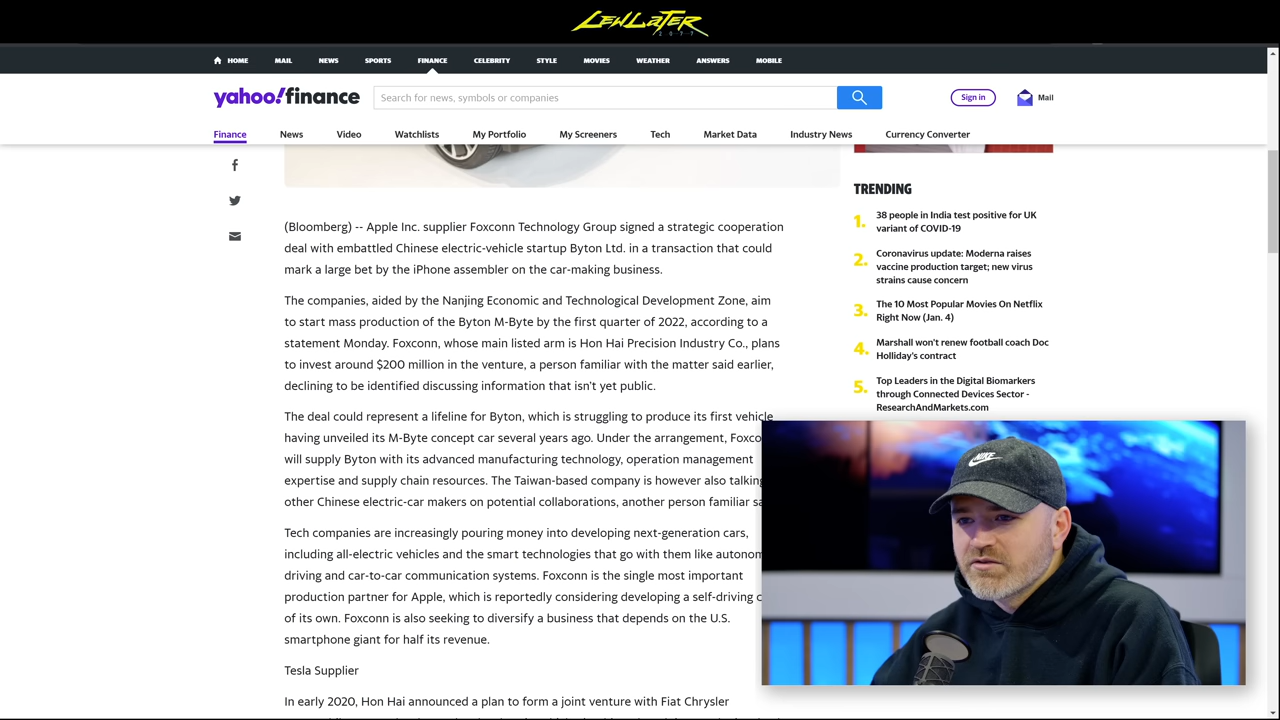 LEWLATER
2077
HOME MAIL NEWS SPORTS FINANCE CELEBRITY STYLE MOVIES WEATHER ANSWERS MOBILE
yahoo!finance
Search for news, symbols or companies
Sign in
Mail
Finance News Video Watchlists My Portfolio My Screeners Tech Market Data Industry News Currency Converter
(Bloomberg) -- Apple Inc. supplier Foxconn Technology Group signed a strategic cooperation
deal with embattled Chinese electric-vehicle startup Byton Ltd. in a transaction that could
mark a large bet by the iPhone assembler on the car-making business.
The companies, aided by the Nanjing Economic and Technological Development Zone, aim
to start mass production of the Byton M-Byte by the first quarter of 2022, according to a
statement Monday. Foxconn, whose main listed arm is Hon Hai Precision Industry Co., plans
to invest around $200 million in the venture, a person familiar with the matter said earlier,
declining to be identified discussing information that isn't yet public.
The deal could represent a lifeline for Byton, which is struggling to produce its first vehicle
having unveiled its M-Byte concept car several years ago. Under the arrangement, Foxco
will supply Byton with its advanced manufacturing technology, operation management
expertise and supply chain resources. The Taiwan-based company is however also talking
other Chinese electric-car makers on potential collaborations, another person familiar sa
Tech companies are increasingly pouring money into developing next-generation cars,
including all-electric vehicles and the smart technologies that go with them like autonom
driving and car-to-car communication systems. Foxconn is the single most important
production partner for Apple, which is reportedly considering developing a self-driving c
of its own. Foxconn is also seeking to diversify a business that depends on the U.S.
smartphone giant for half its revenue.
Tesla Supplier
In early 2020, Hon Hai announced a plan to form a joint venture with Fiat Chrysler
TRENDING
1. 38 people in India test positive for UK
variant of COVID-19
2. Coronavirus update: Moderna raises
vaccine production target; new virus
strains cause concern
3. The 10 Most Popular Movies On Netflix
Right Now (Jan. 4)
4. Marshall won't renew football coach Doc
Holliday's contract
5. Top Leaders in the Digital Biomarkers
through Connected Devices Sector -
ResearchAndMarkets.com
NIKE